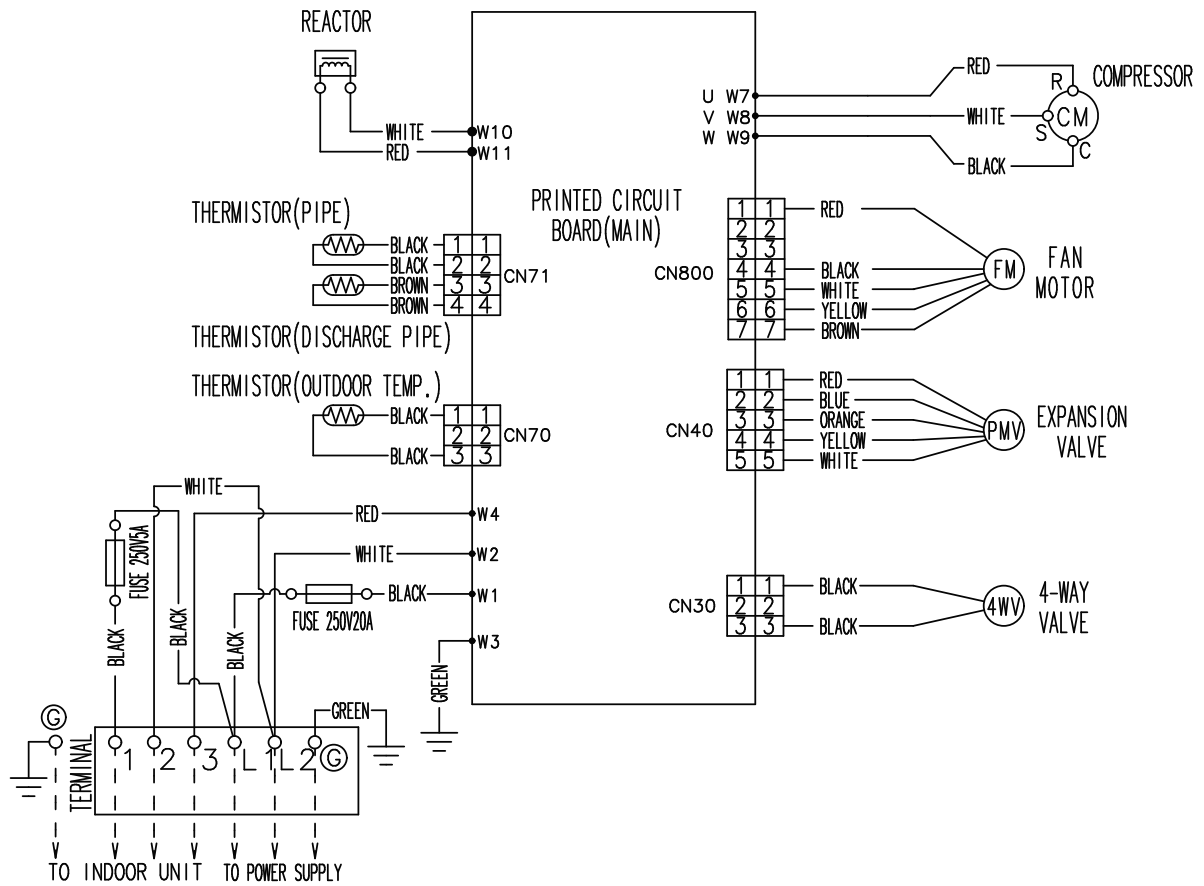 REACTOR
WHITE
RED
W10
W11
U W7
V W8
W W9
RED
WHITE
BLACK
R
S
C
CM
COMPRESSOR
PRINTED CIRCUIT
BOARD(MAIN)
THERMISTOR(PIPE)
BLACK 1 1
BLACK 2 2
BROWN 3 3
BROWN 4 4
CN71
THERMISTOR(DISCHARGE PIPE)
THERMISTOR(OUTDOOR TEMP.)
BLACK 1 1
2 2
BLACK 3 3
CN70
CN800
1 1 RED
2 2
3 3
4 4 BLACK
5 5 WHITE
6 6 YELLOW
7 7 BROWN
FM
FAN
MOTOR
CN40
1 1 RED
2 2 BLUE
3 3 ORANGE
4 4 YELLOW
5 5 WHITE
PMV
EXPANSION
VALVE
CN30
1 1 BLACK
2 2
3 3 BLACK
4WV
4-WAY
VALVE
WHITE
RED
W4
WHITE
W2
BLACK
W1
W3
FUSE 250V5A
FUSE 250V20A
BLACK
BLACK
BLACK
GREEN
GREEN
G
TERMINAL
1 2 3 L1 L2 G
TO INDOOR UNIT
TO POWER SUPPLY